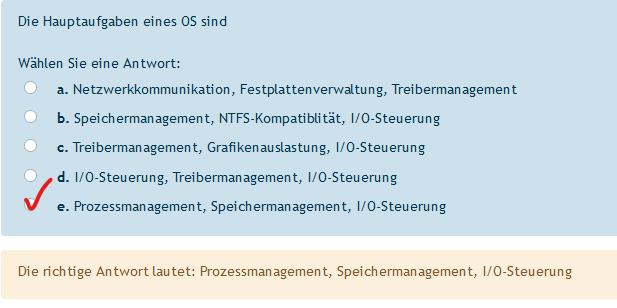 Die Hauptaufgaben eines OS sind
Wählen Sie eine Antwort:
a. Netzwerkkommunikation, Festplattenverwaltung, Treibermanagement
b. Speichermanagement, NTFS-Kompatiblität, I/O-Steuerung
c. Treibermanagement, Grafikenauslastung, I/O-Steuerung
d. I/O-Steuerung, Treibermanagement, I/O-Steuerung
e. Prozessmanagement, Speichermanagement, I/O-Steuerung
Die richtige Antwort lautet: Prozessmanagement, Speichermanagement, I/O-Steuerung